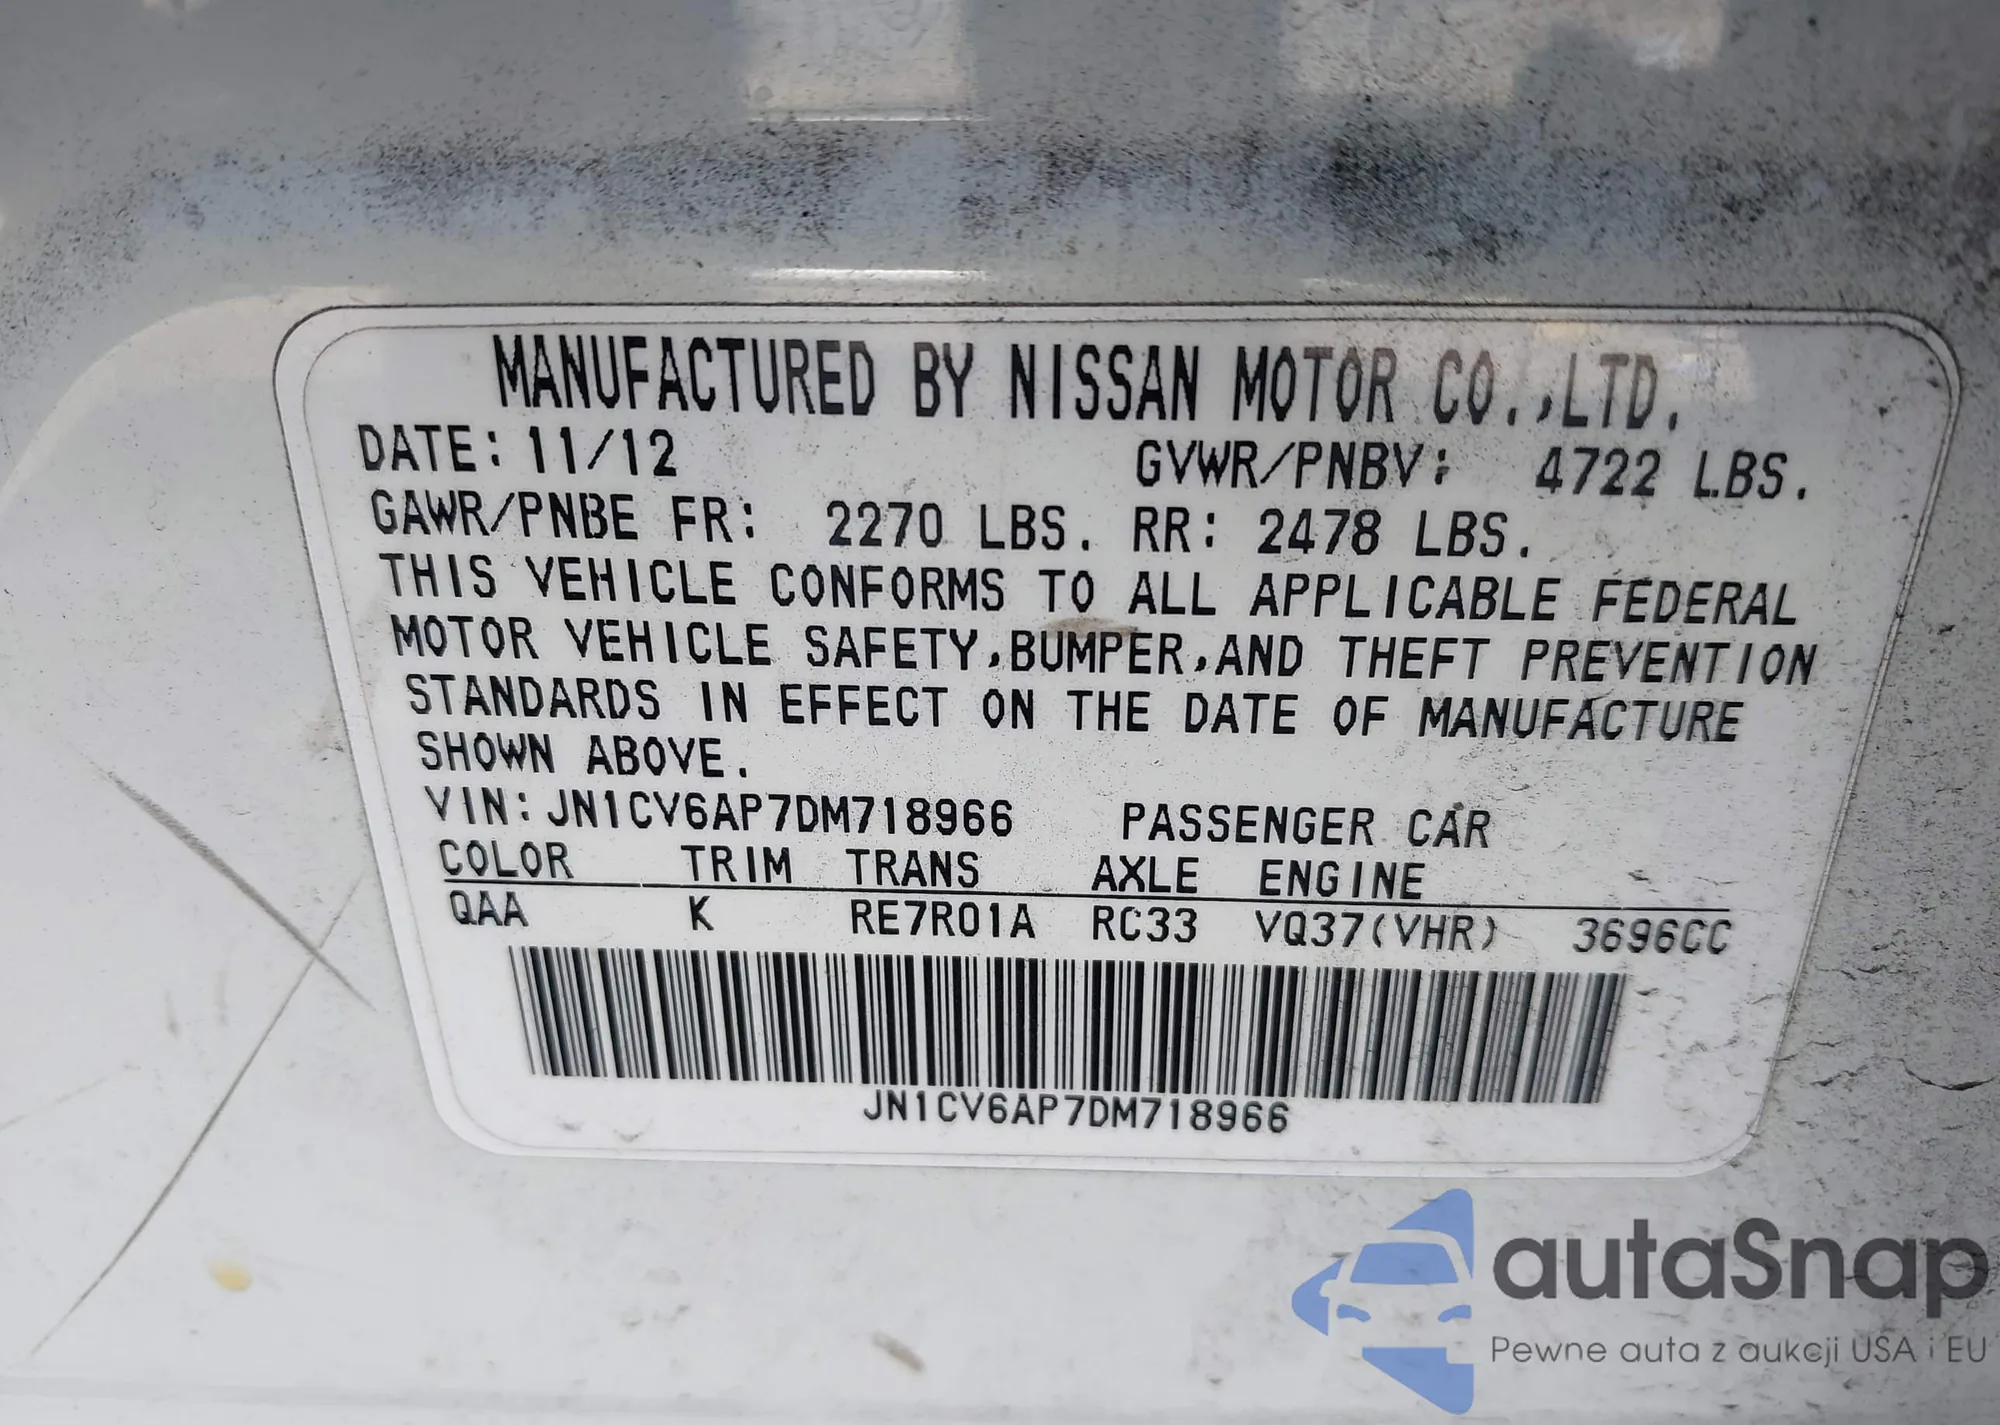 MANUFACTURED BY NISSAN MOTOR CO.,LTD.
DATE: 11/12 GVWR/PNBV: 4722 LBS.
GAWR/PNBE FR: 2270 LBS. RR: 2478 LBS.
THIS VEHICLE CONFORMS TO ALL APPLICABLE FEDERAL
MOTOR VEHICLE SAFETY,BUMPER,AND THEFT PREVENTION
STANDARDS IN EFFECT ON THE DATE OF MANUFACTURE
SHOWN ABOVE.
VIN: JN1CV6AP7DM718966 PASSENGER CAR
COLOR TRIM TRANS AXLE ENGINE
QAA K RE7R01A RC33 VQ37(VHR) 3696CC
JN1CV6AP7DM718966
autaSnap
Pewne auta z aukcji USA i EU